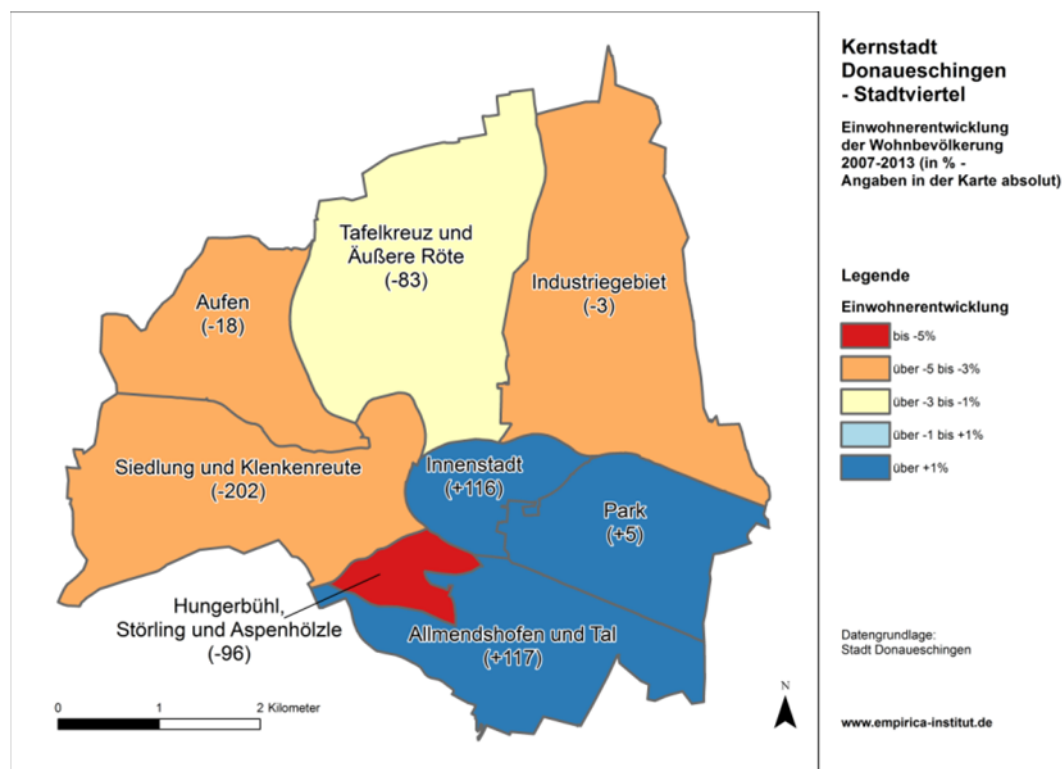 Kernstadt
Donaueschingen
- Stadtviertel
Einwohnerentwicklung
der Wohnbevölkerung
2007-2013 (in % -
Angaben in der Karte absolut)
Legende
Einwohnerentwicklung
bis -5%
über -5 bis -3%
über -3 bis -1%
über -1 bis +1%
über +1%
Datengrundlage:
Stadt Donaueschingen
www.empirica-institut.de
Tafelkreuz und
Äußere Röte
(-83)
Industriegebiet
(-3)
Aufen
(-18)
Siedlung und Klenkenreute
(-202)
Innenstadt
(+116)
Park
(+5)
Hungerbühl,
Störling und Aspenhölzle
(-96)
Allmendshofen und Tal
(+117)
0 1 2 Kilometer
N